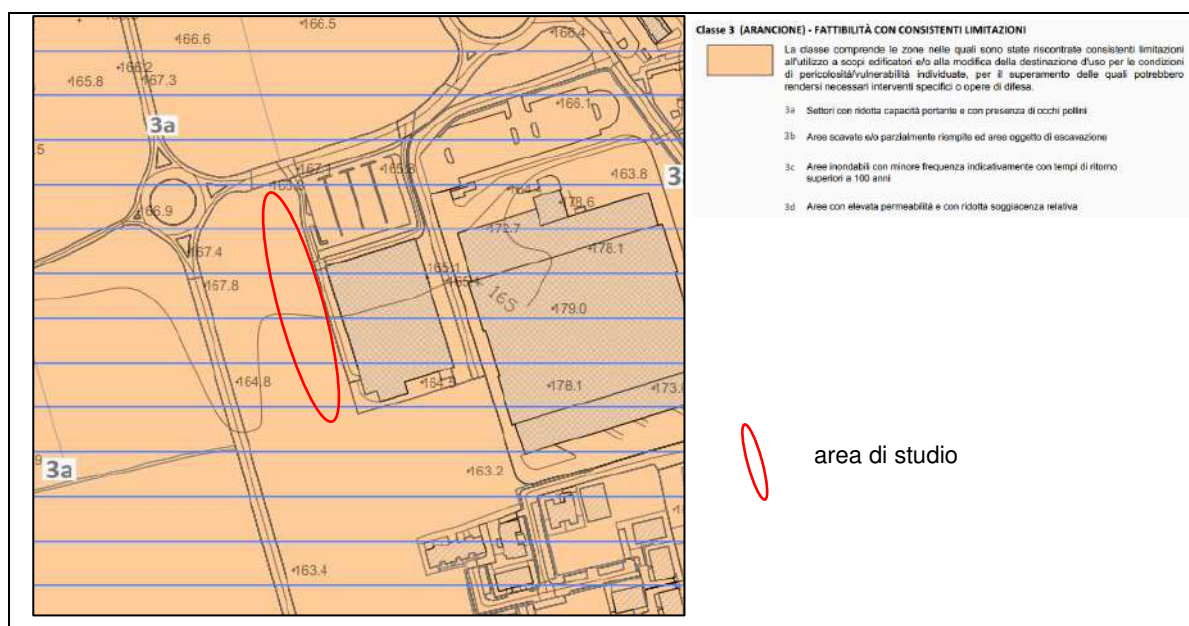 166.5
166.6
166.4
166.2
165.8
167.3
166.1
3a
167.1
165.8
163.8
3
166.9
178.6
172.7
167.4
178.1
165.1
167.8
165
179.0
164.8
164.5
178.1
173.
3a
163.2
163.4
Classe 3 (ARANCIONE) - FATTIBILITÀ CON CONSISTENTI LIMITAZIONI
La classe comprende le zone nelle quali sono state riscontrate consistenti limitazioni
all'utilizzo a scopi edificatori e/o alla modifica della destinazione d'uso per le condizioni
di pericolosità/vulnerabilità individuate, per il superamento delle quali potrebbero
rendersi necessari interventi specifici o opere di difesa.
3a Settori con ridotta capacità portante e con presenza di occhi pollini
3b Aree scavate e/o parzialmente riempite ed aree oggetto di escavazione
3c Aree inondabili con minore frequenza indicativamente con tempi di ritorno
superiori a 100 anni
3d Aree con elevata permeabilità e con ridotta soggiacenza relativa
area di studio